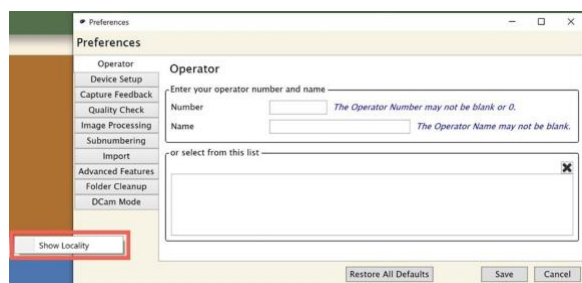 Preferences
Preferences
Operator
Device Setup
Capture Feedback
Quality Check
Image Processing
Subnumbering
Import
Advanced Features
Folder Cleanup
DCam Mode
Show Locality
Operator
Enter your operator number and name
Number The Operator Number may not be blank or 0.
Name The Operator Name may not be blank.
or select from this list
Restore All Defaults Save Cancel